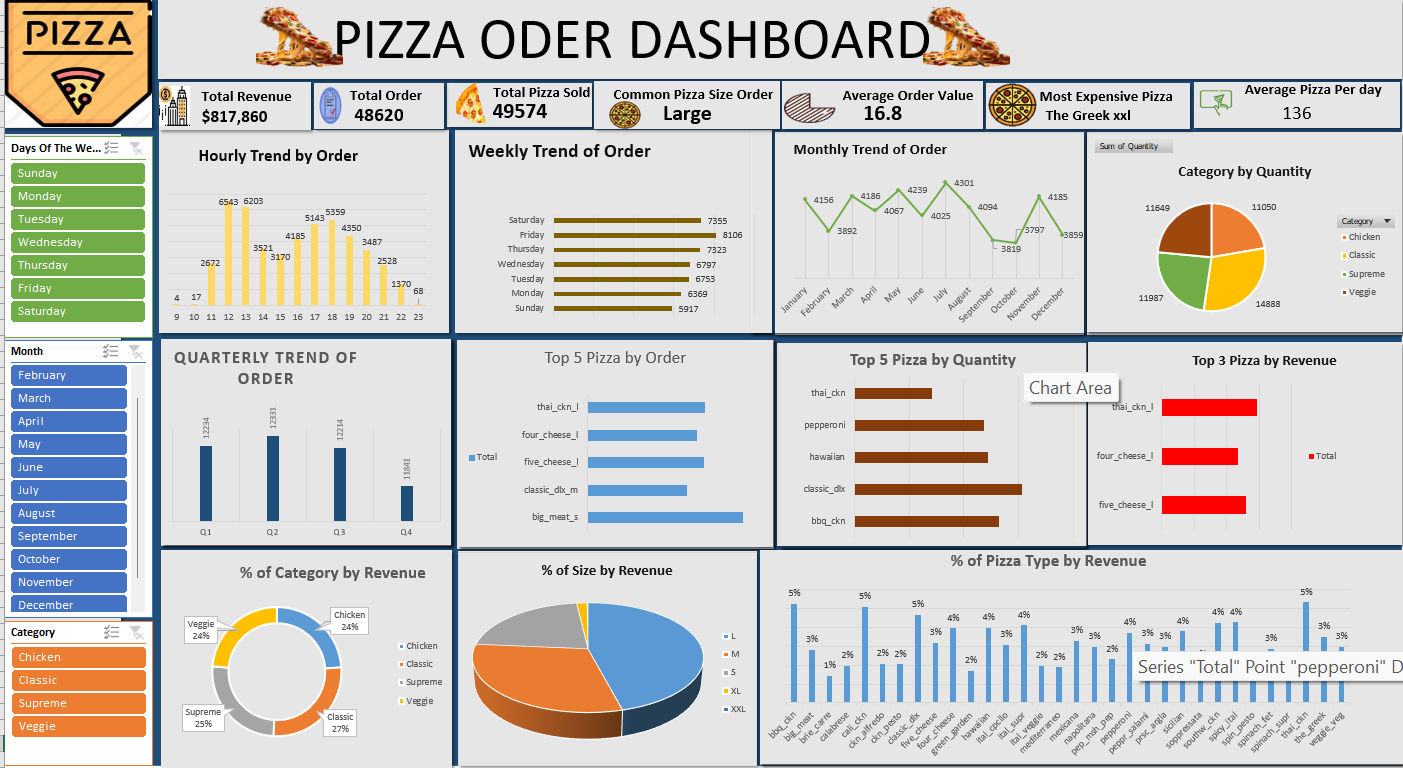 PIZZA
PIZZA ODER DASHBOARD
Total Revenue
$817,860
Total Order
48620
Total Pizza Sold
49574
Common Pizza Size Order
Large
Average Order Value
16.8
Most Expensive Pizza
The Greek xxl
Average Pizza Per day
136
Days Of The We...
Sunday
Monday
Tuesday
Wednesday
Thursday
Friday
Saturday
Month
February
March
April
May
June
July
August
September
October
November
December
Category
Chicken
Classic
Supreme
Veggie
Hourly Trend by Order
4 17 2672 6543 6203 3521 3170 4185 5143 5359 4350 3487 2528 1370 68
9 10 11 12 13 14 15 16 17 18 19 20 21 22 23
Weekly Trend of Order
Saturday 7355
Friday 8106
Thursday 7323
Wednesday 6797
Tuesday 6753
Monday 6369
Sunday 5917
Monthly Trend of Order
4156 3892 4186 4067 4239 4025 4301 4094 3819 3797 4185 3859
January February March April May June July August September October November December
Sum of Quantity
Category by Quantity
11649
11050
11987
14888
Category
Chicken
Classic
Supreme
Veggie
QUARTERLY TREND OF
ORDER
12234 12331 12214 11841
Q1 Q2 Q3 Q4
Top 5 Pizza by Order
thai_ckn_l
four_cheese_l
five_cheese_l
classic_dlx_m
big_meat_s
Total
Top 5 Pizza by Quantity
thai_ckn
pepperoni
hawaiian
classic_dlx
bbq_ckn
Chart Area
Top 3 Pizza by Revenue
thai_ckn_l
four_cheese_l
five_cheese_l
Total
% of Category by Revenue
Veggie
24%
Chicken
24%
Supreme
25%
Classic
27%
Chicken
Classic
Supreme
Veggie
% of Size by Revenue
L
M
S
XL
XXL
% of Pizza Type by Revenue
5% 3% 1% 2% 5% 2% 2% 5% 3% 4% 2% 4% 3% 4% 2% 2% 3% 3% 2% 4% 3% 3% 4% 4% 4% 3% 5% 3% 3%
bbq_ckn big_meat brie_carre calabrese cali_ckn ckn_alfredo ckn_pesto classic_dlx five_cheese four_cheese green_garden hawaiian ital_cpcllo ital_supr ital_veggie mediterraneo mexicana napolitana pep_msh_pep pepperoni peppr_salami prsc_argla sicilian soppressata southw_ckn spicy_ital spin_pesto spinach_fet spinach_supr thai_ckn the_greek veggie_veg
Series "Total" Point "pepperoni" D